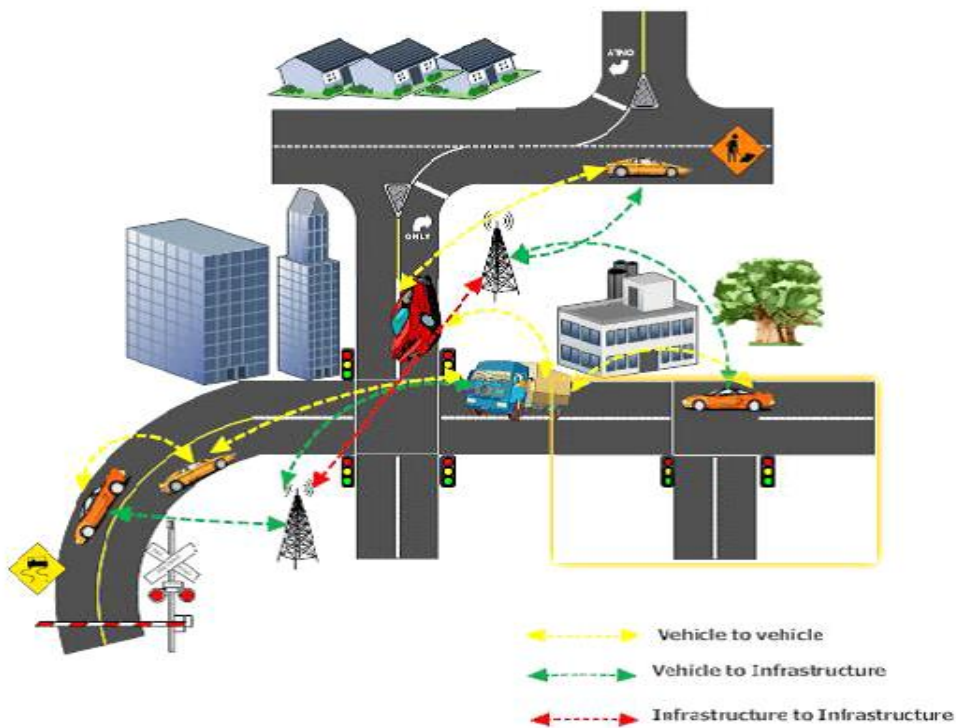 ONLY
ONLY
Vehicle to vehicle
Vehicle to Infrastructure
Infrastructure to Infrastructure